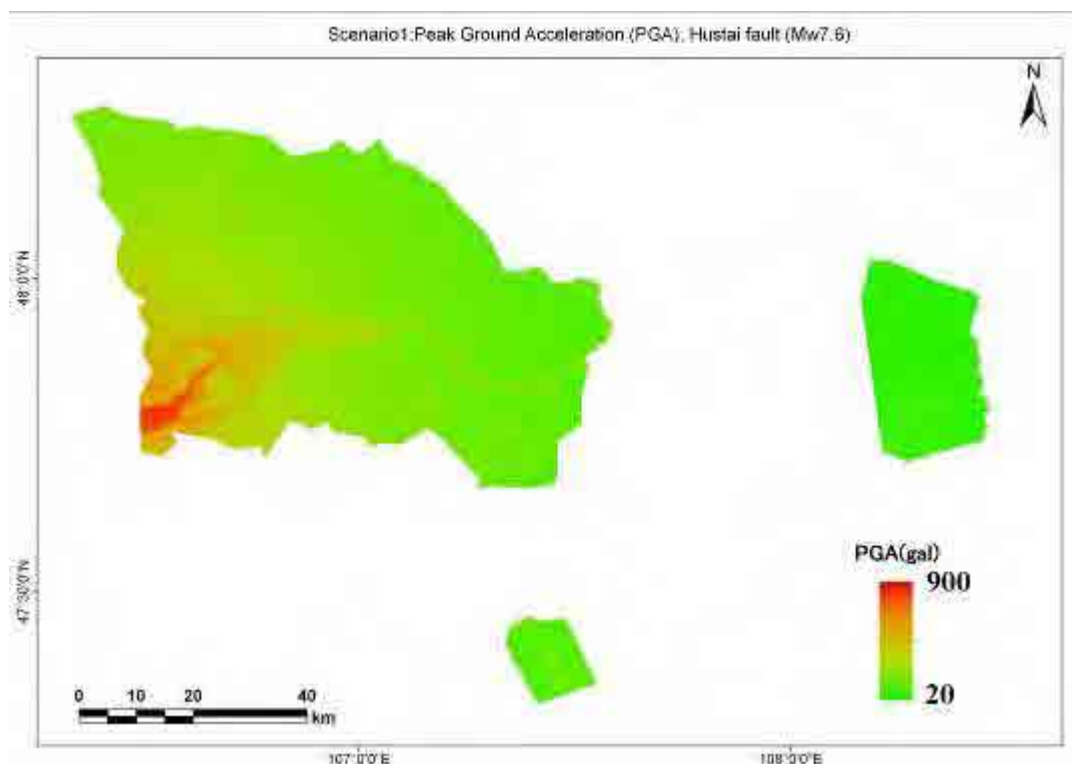 Scenario1:Peak Ground Acceleration (PGA), Hustai fault (Mw7.6)
N
48°0'0"N
47°30'0"N
PGA(gal)
900
20
0 10 20 40
km
107°0'0"E 108°0'0"E